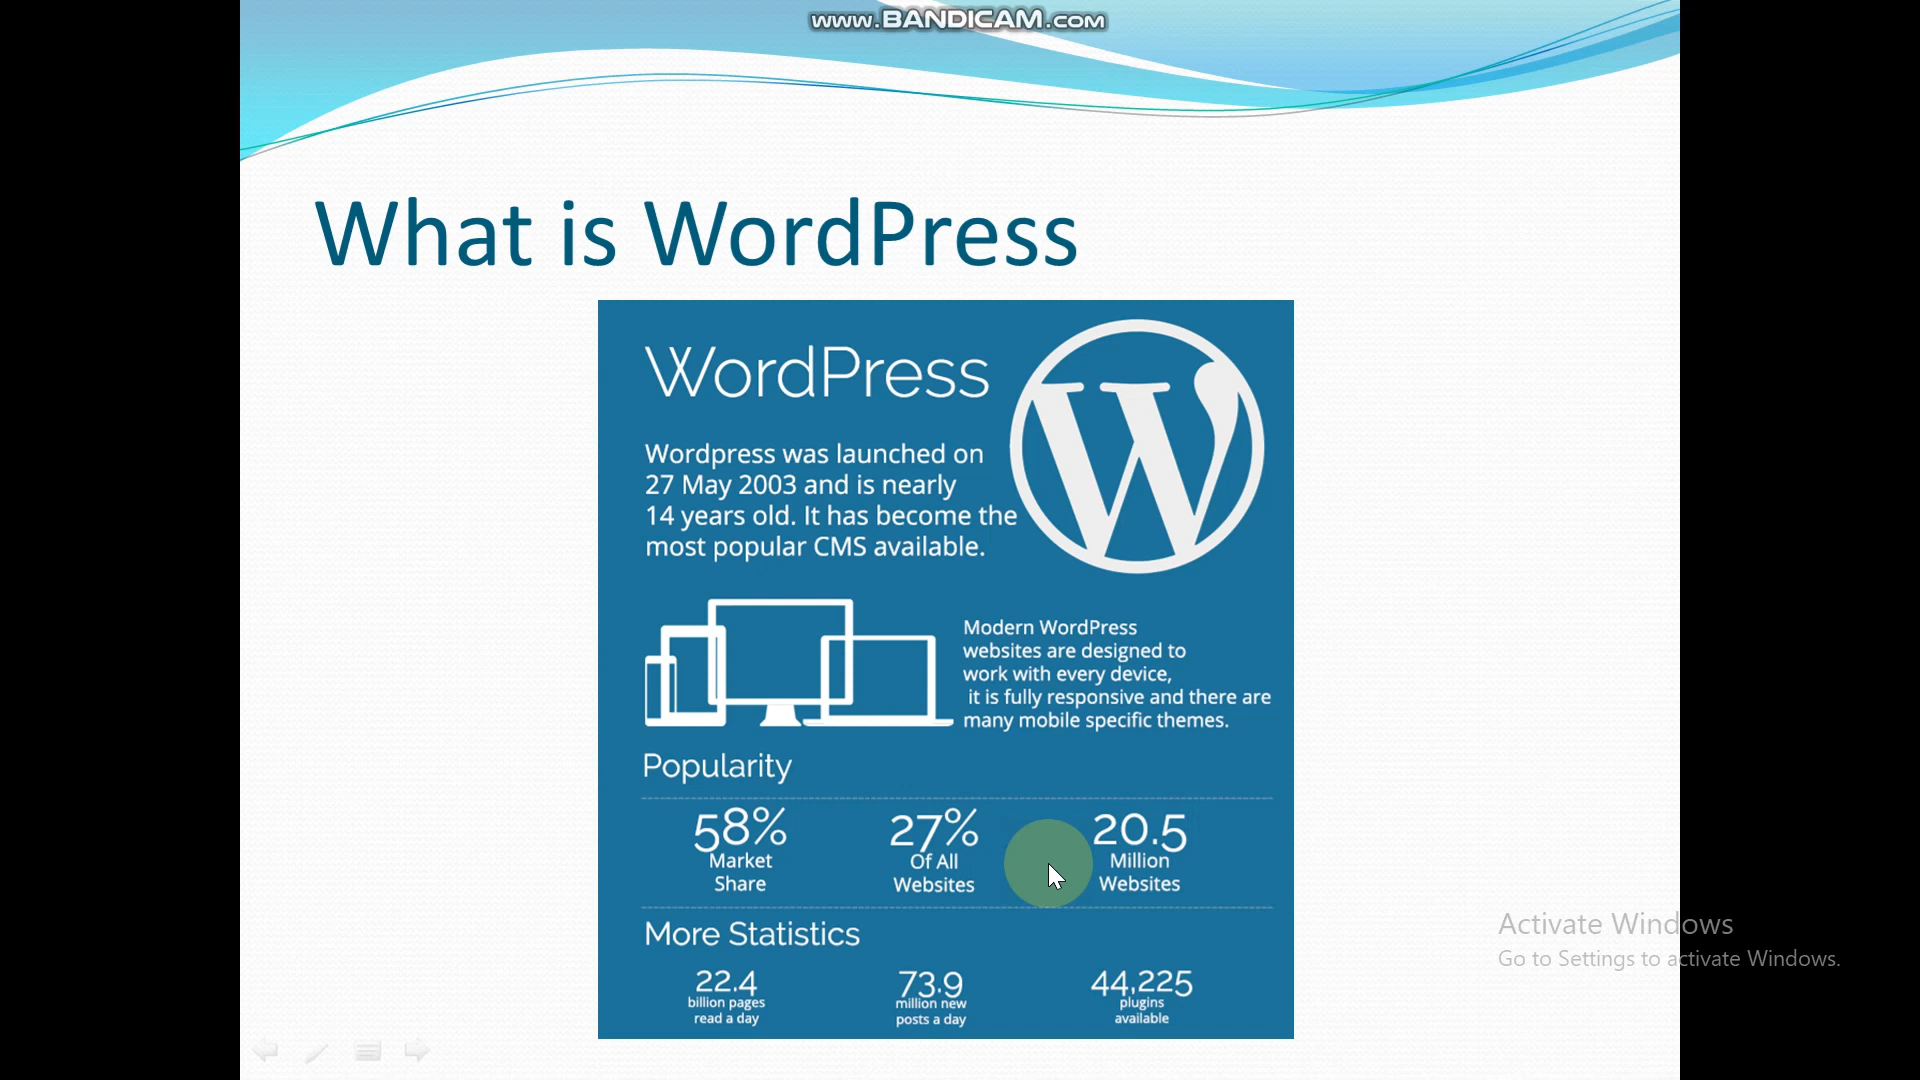 www.BANDICAM.com
What is WordPress
WordPress
Wordpress was launched on
27 May 2003 and is nearly
14 years old. It has become the
most popular CMS available.
Modern WordPress
websites are designed to
work with every device,
it is fully responsive and there are
many mobile specific themes.
Popularity
58%
Market
Share
27%
Of All
Websites
20.5
Million
Websites
More Statistics
22.4
billion pages
read a day
73.9
million new
posts a day
44,225
plugins
available
Activate Windows
Go to Settings to activate Windows.